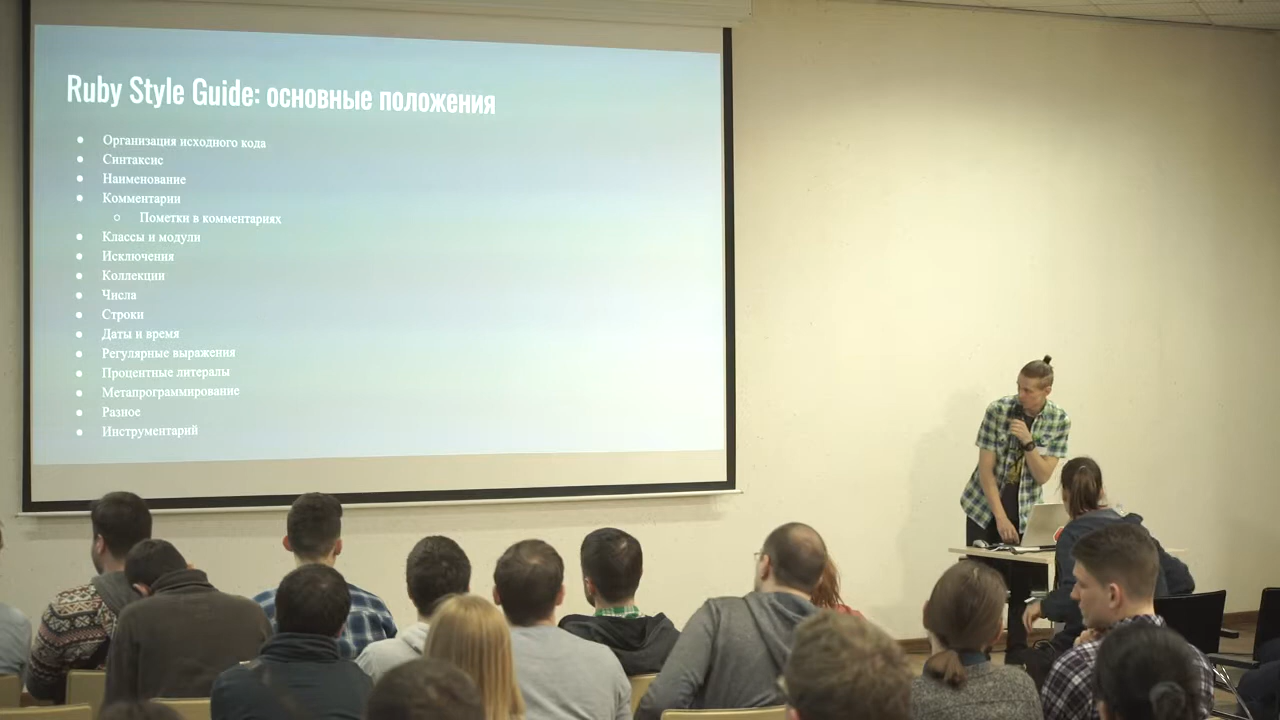 Ruby Style Guide: основные положения
Организация исходного кода
Синтаксис
Наименование
Комментарии
Пометки в комментариях
Классы и модули
Исключения
Коллекции
Числа
Строки
Даты и время
Регулярные выражения
Процентные литералы
Метапрограммирование
Разное
Инструментарий